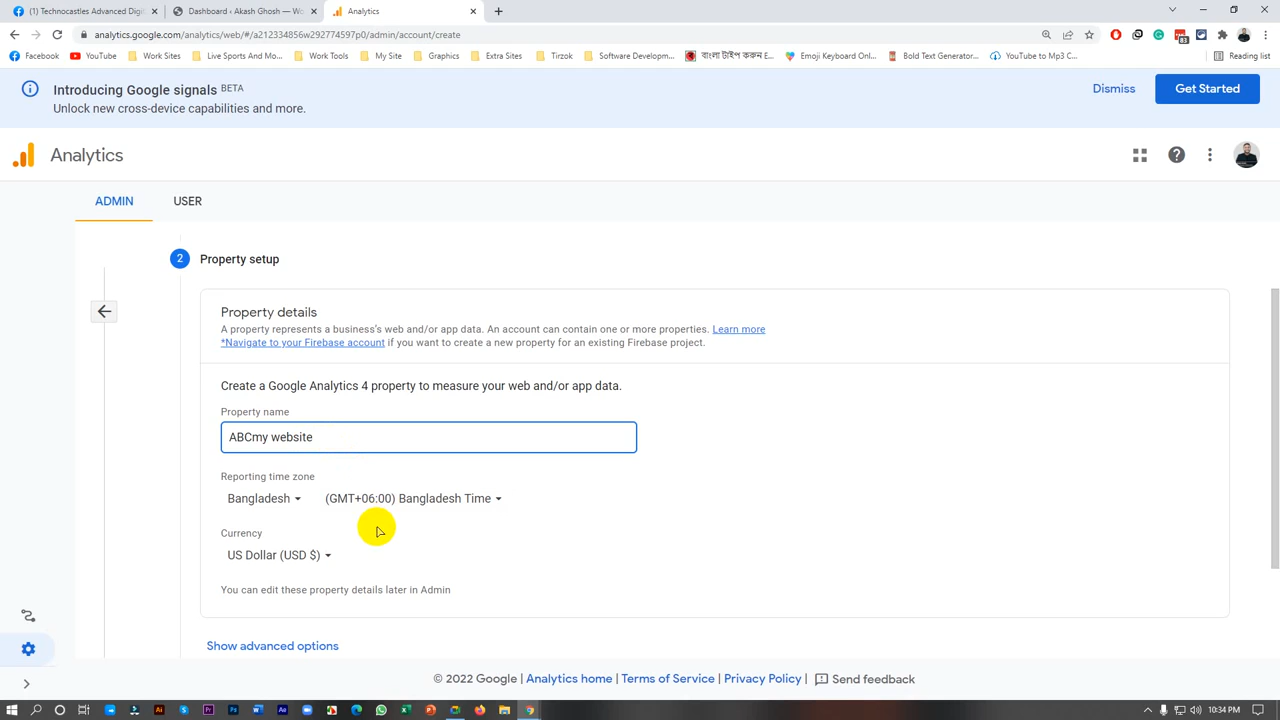 (1) Technocastles Advanced Digi
Dashboard ‹ Akash Ghosh — Wo
Analytics
analytics.google.com/analytics/web/#/a212334856w292774597p0/admin/account/create
Facebook
YouTube
Work Sites
Live Sports And Mo...
Work Tools
My Site
Graphics
Extra Sites
Tirzok
Software Developm...
বাংলা টাইপ করুন E...
Emoji Keyboard Onl...
Bold Text Generator...
YouTube to Mp3 C...
Reading list
Introducing Google signals BETA
Unlock new cross-device capabilities and more.
Dismiss
Get Started
Analytics
ADMIN
USER
2 Property setup
Property details
A property represents a business's web and/or app data. An account can contain one or more properties. Learn more
*Navigate to your Firebase account if you want to create a new property for an existing Firebase project.
Create a Google Analytics 4 property to measure your web and/or app data.
Property name
ABCmy website
Reporting time zone
Bangladesh
(GMT+06:00) Bangladesh Time
Currency
US Dollar (USD $)
You can edit these property details later in Admin
Show advanced options
© 2022 Google | Analytics home | Terms of Service | Privacy Policy | Send feedback
10:34 PM